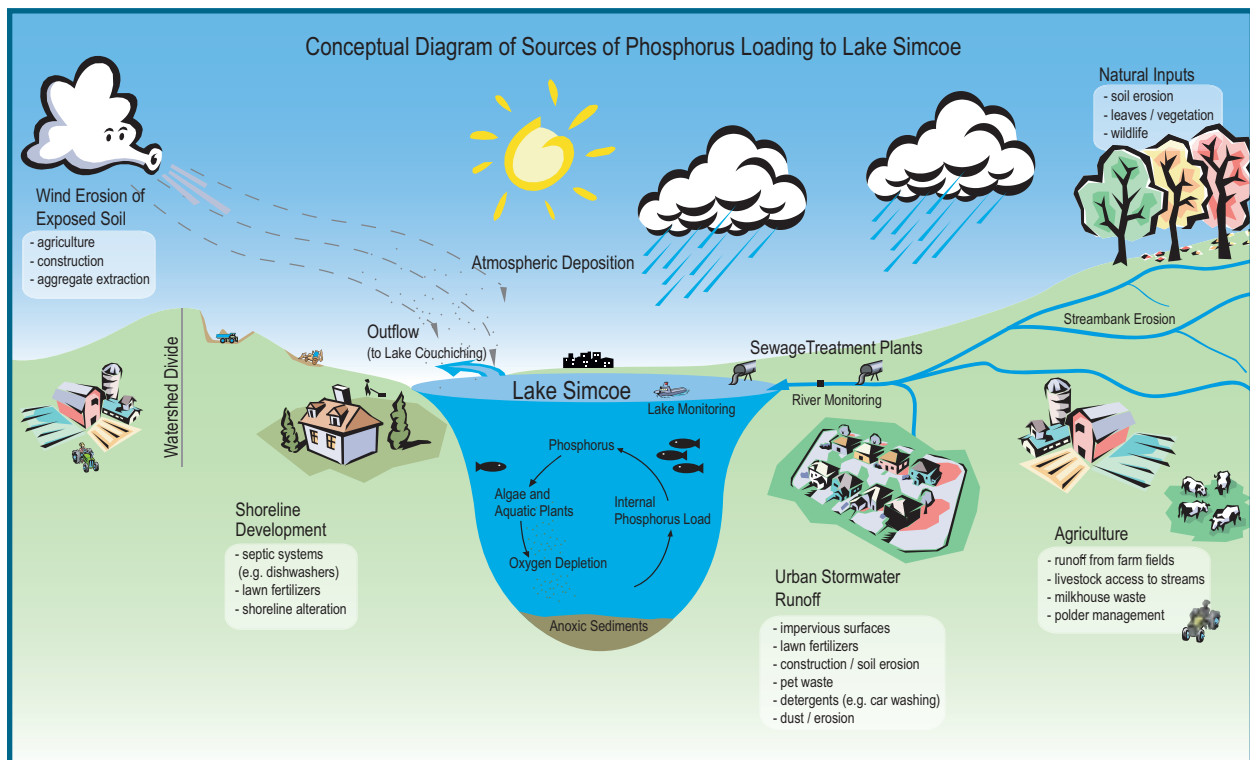 Conceptual Diagram of Sources of Phosphorus Loading to Lake Simcoe
Natural Inputs
- soil erosion
- leaves / vegetation
- wildlife
Wind Erosion of
Exposed Soil
- agriculture
- construction
- aggregate extraction
Atmospheric Deposition
Outflow
(to Lake Couchiching)
Streambank Erosion
SewageTreatment Plants
Watershed Divide
Lake Simcoe
Lake Monitoring
River Monitoring
Phosphorus
Algae and
Aquatic Plants
Internal
Phosphorus Load
Oxygen Depletion
Anoxic Sediments
Shoreline
Development
- septic systems
(e.g. dishwashers)
- lawn fertilizers
- shoreline alteration
Urban Stormwater
Runoff
- impervious surfaces
- lawn fertilizers
- construction / soil erosion
- pet waste
- detergents (e.g. car washing)
- dust / erosion
Agriculture
- runoff from farm fields
- livestock access to streams
- milkhouse waste
- polder management